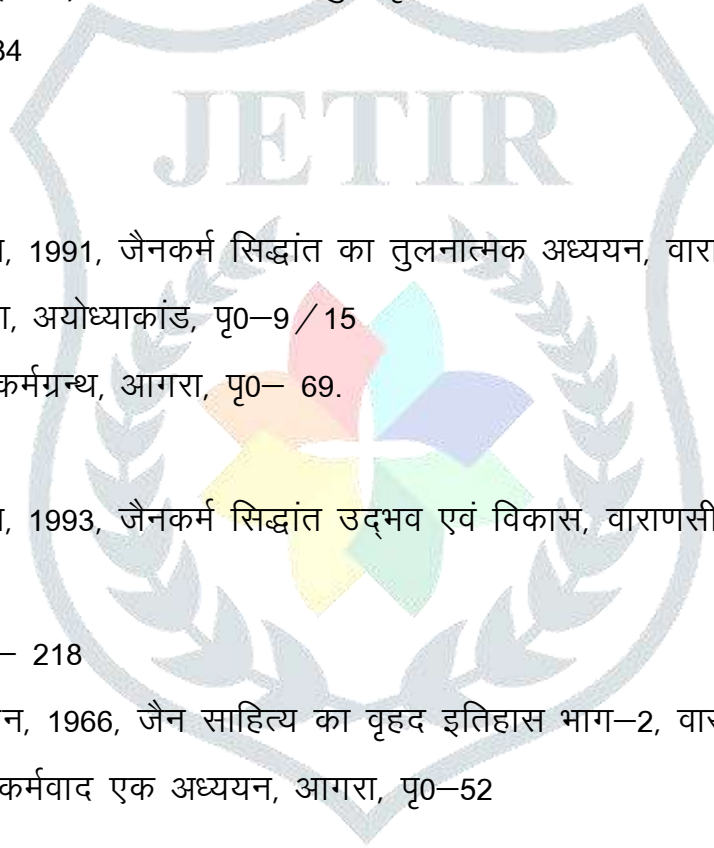 34
JETIR
1991, जैनकर्म सिद्धांत का तुलनात्मक अध्ययन,
अयोध्याकांड, पृ0–9/15
कर्मग्रन्थ, आगरा, पृ0– 69.
1993, जैनकर्म सिद्धांत उद्भव एवं विकास, वाराणसी
– 218
1966, जैन साहित्य का वृहद इतिहास भाग–2,
कर्मवाद एक अध्ययन, आगरा, पृ0–52